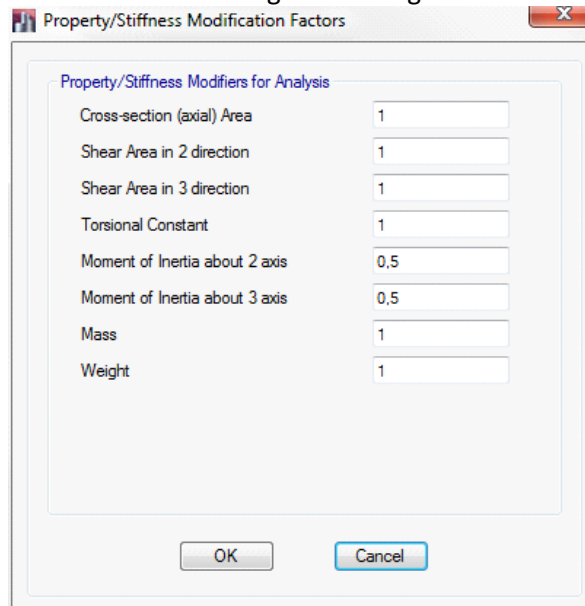 Property/Stiffness Modification Factors
Property/Stiffness Modifiers for Analysis
Cross-section (axial) Area 1
Shear Area in 2 direction 1
Shear Area in 3 direction 1
Torsional Constant 1
Moment of Inertia about 2 axis 0,5
Moment of Inertia about 3 axis 0,5
Mass 1
Weight 1
OK Cancel